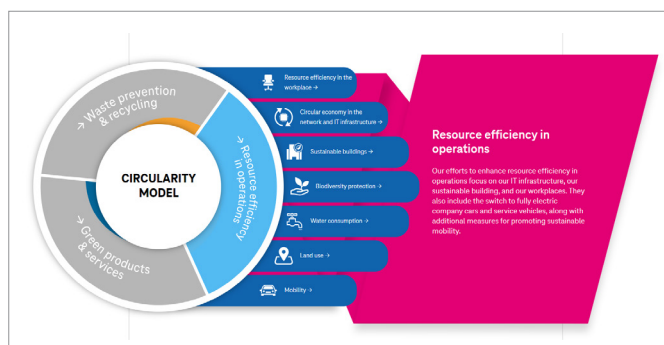 → Waste prevention
& recycling
→ Resource efficiency
in operations
→ Green products
& services
CIRCULARITY
MODEL
Resource efficiency in the
workplace →
Circular economy in the
network and IT infrastructure →
Sustainable buildings →
Biodiversity protection →
Water consumption →
Land use →
Mobility →
Resource efficiency in
operations
Our efforts to enhance resource efficiency in
operations focus on our IT infrastructure, our
sustainable building, and our workplaces. They
also include the switch to fully electric
company cars and service vehicles, along with
additional measures for promoting sustainable
mobility.